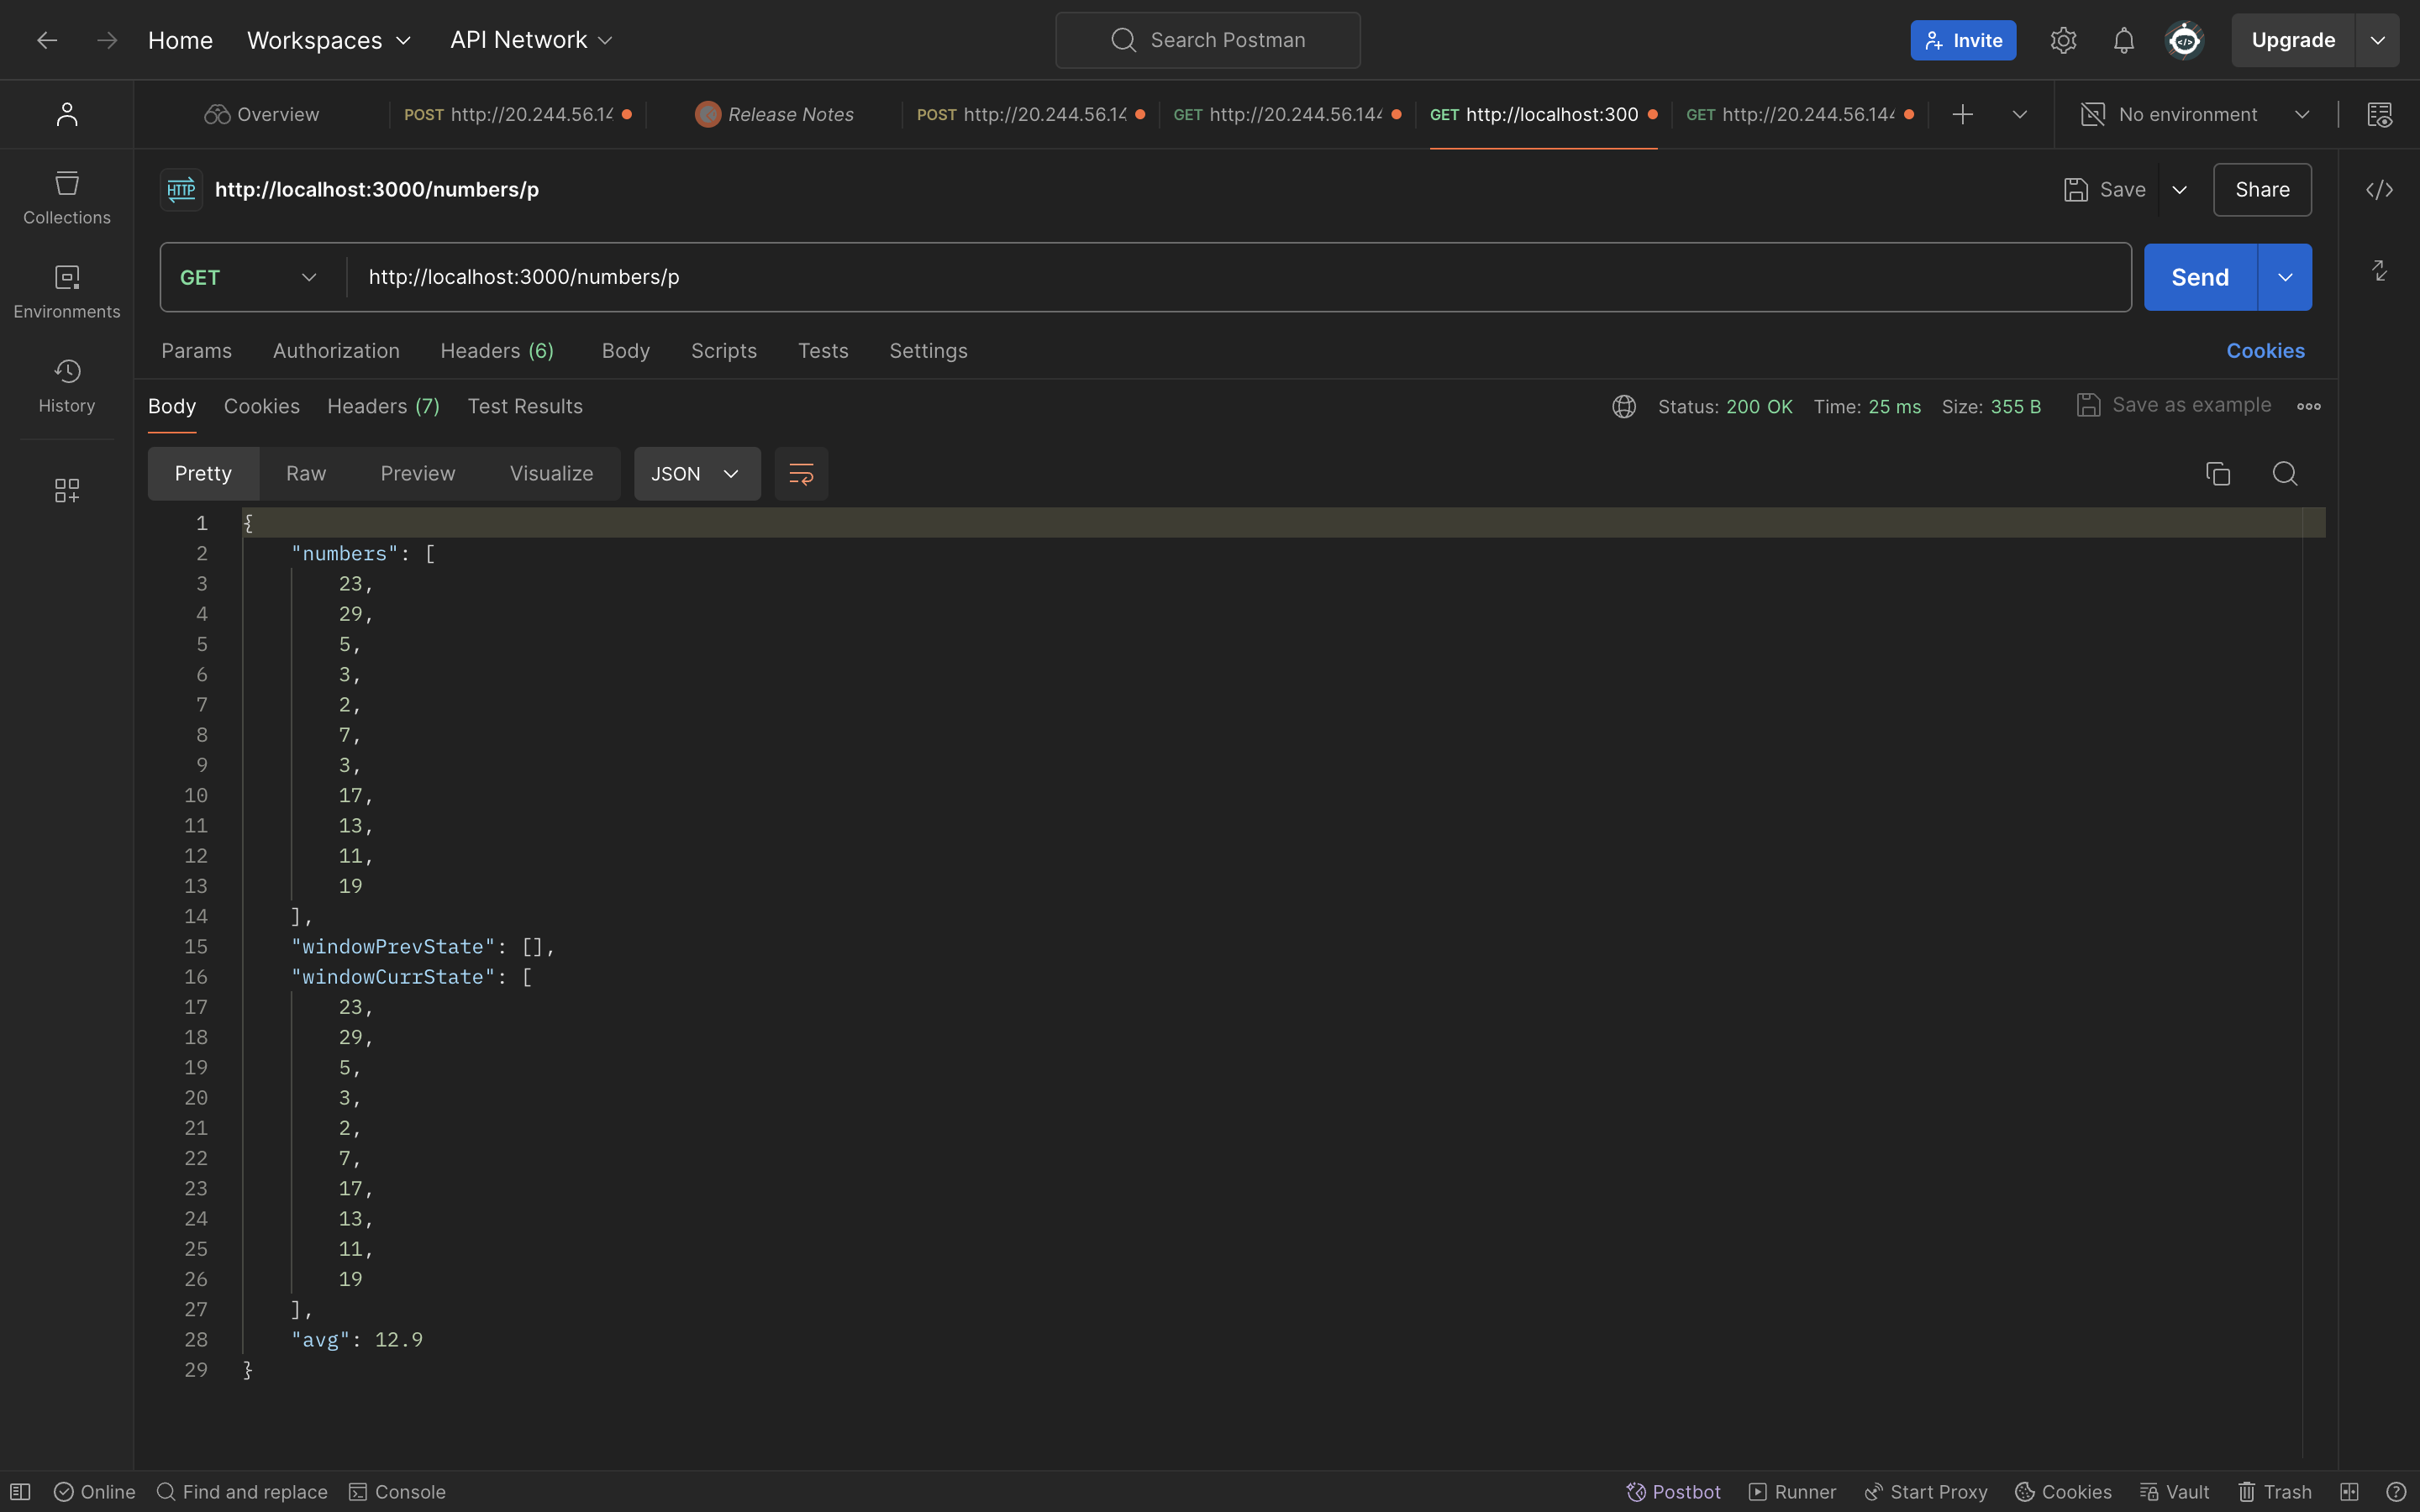 Home Workspaces API Network Search Postman Invite Upgrade
Overview POST http://20.244.56.14 Release Notes POST http://20.244.56.14 GET http://20.244.56.144 GET http://localhost:300 GET http://20.244.56.144 No environment
HTTP http://localhost:3000/numbers/p Save Share
Collections
GET http://localhost:3000/numbers/p Send
Environments
Params Authorization Headers (6) Body Scripts Tests Settings Cookies
History
Body Cookies Headers (7) Test Results Status: 200 OK Time: 25 ms Size: 355 B Save as example
Pretty Raw Preview Visualize JSON
1 {
2 "numbers": [
3 23,
4 29,
5 5,
6 3,
7 2,
8 7,
9 3,
10 17,
11 13,
12 11,
13 19
14 ],
15 "windowPrevState": [],
16 "windowCurrState": [
17 23,
18 29,
19 5,
20 3,
21 2,
22 7,
23 17,
24 13,
25 11,
26 19
27 ],
28 "avg": 12.9
29 }
Online Find and replace Console Postbot Runner Start Proxy Cookies Vault Trash